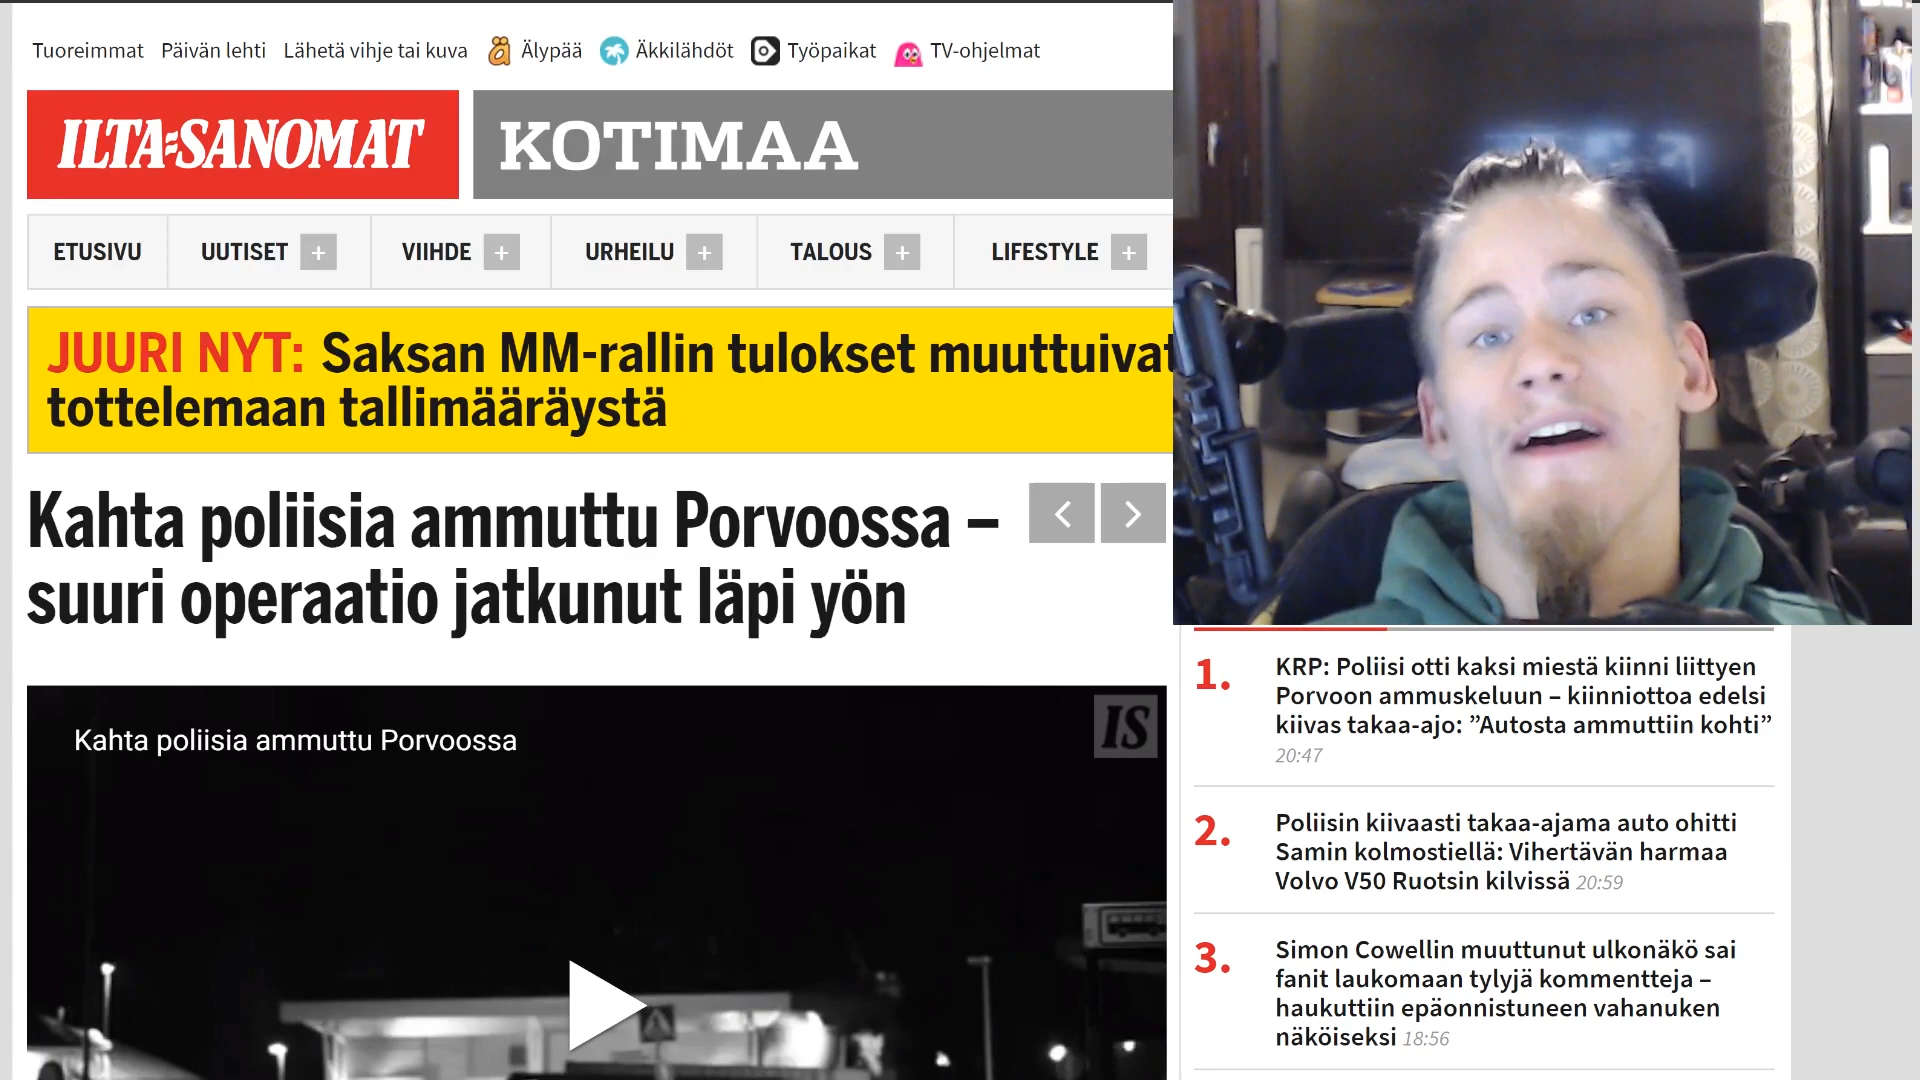 Tuoreimmat Päivän lehti Lähetä vihje tai kuva Älypää Äkkilähdöt Työpaikat TV-ohjelmat
ILTA-SANOMAT KOTIMAA
ETUSIVU UUTISET + VIIHDE + URHEILU + TALOUS + LIFESTYLE +
JUURI NYT: Saksan MM-rallin tulokset muuttuivat
tottelemaan tallimääräystä
Kahta poliisia ammuttu Porvoossa –
suuri operaatio jatkunut läpi yön
Kahta poliisia ammuttu Porvoossa
IS
1. KRP: Poliisi otti kaksi miestä kiinni liittyen
Porvoon ammuskeluun – kiinniottoa edelsi
kiivas takaa-ajo: ”Autosta ammuttiin kohti”
20:47
2. Poliisin kiivaasti takaa-ajama auto ohitti
Samin kolmostiellä: Vihertävän harmaa
Volvo V50 Ruotsin kilvissä 20:59
3. Simon Cowellin muuttunut ulkonäkö sai
fanit laukomaan tylyjä kommentteja –
haukuttiin epäonnistuneen vahanuken
näköiseksi 18:56